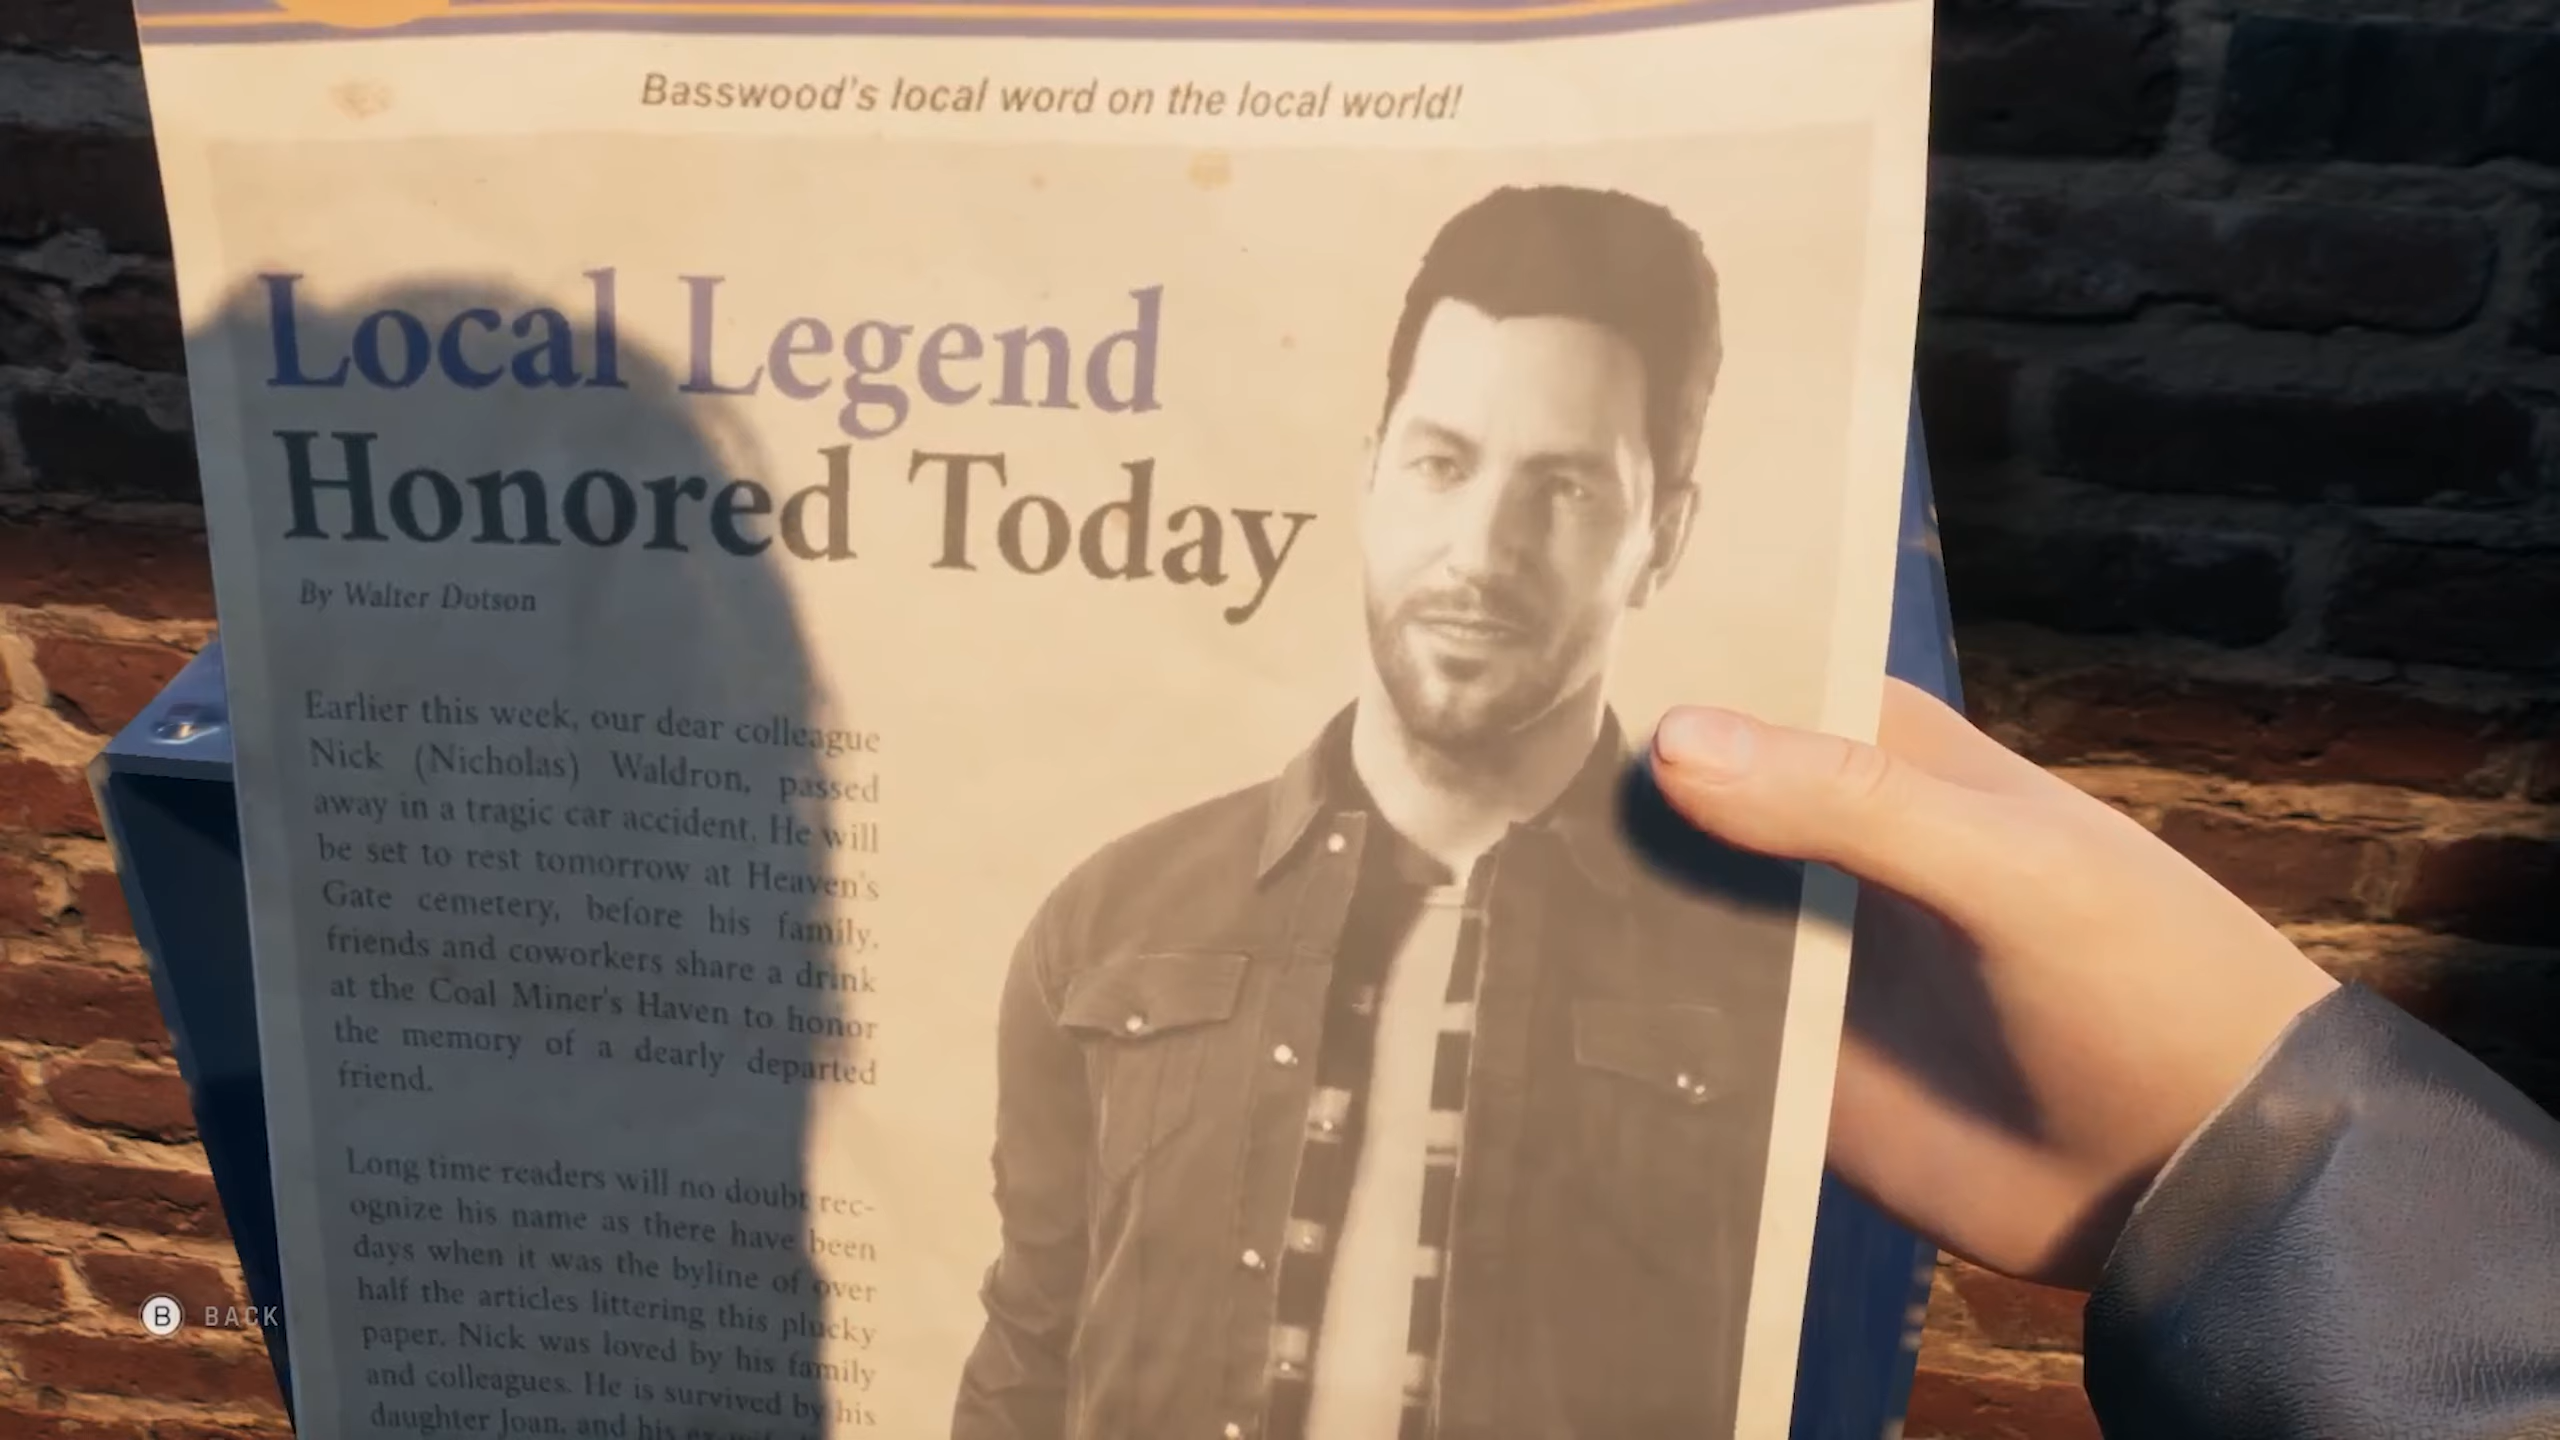 Basswood's local word on the local world!
Local Legend
Honored Today
By Walter Dotson
Earlier this week, our dear colleague
Nick (Nicholas) Waldron, passed
away in a tragic car accident. He will
be set to rest tomorrow at Heaven's
Gate cemetery, before his family,
friends and coworkers share a drink
at the Coal Miner's Haven to honor
the memory of a dearly departed
friend.
Long time readers will no doubt rec-
ognize his name as there have been
days when it was the byline of over
half the articles littering this plucky
paper. Nick was loved by his family
and colleagues. He is survived by his
daughter Joan, and his
B BACK